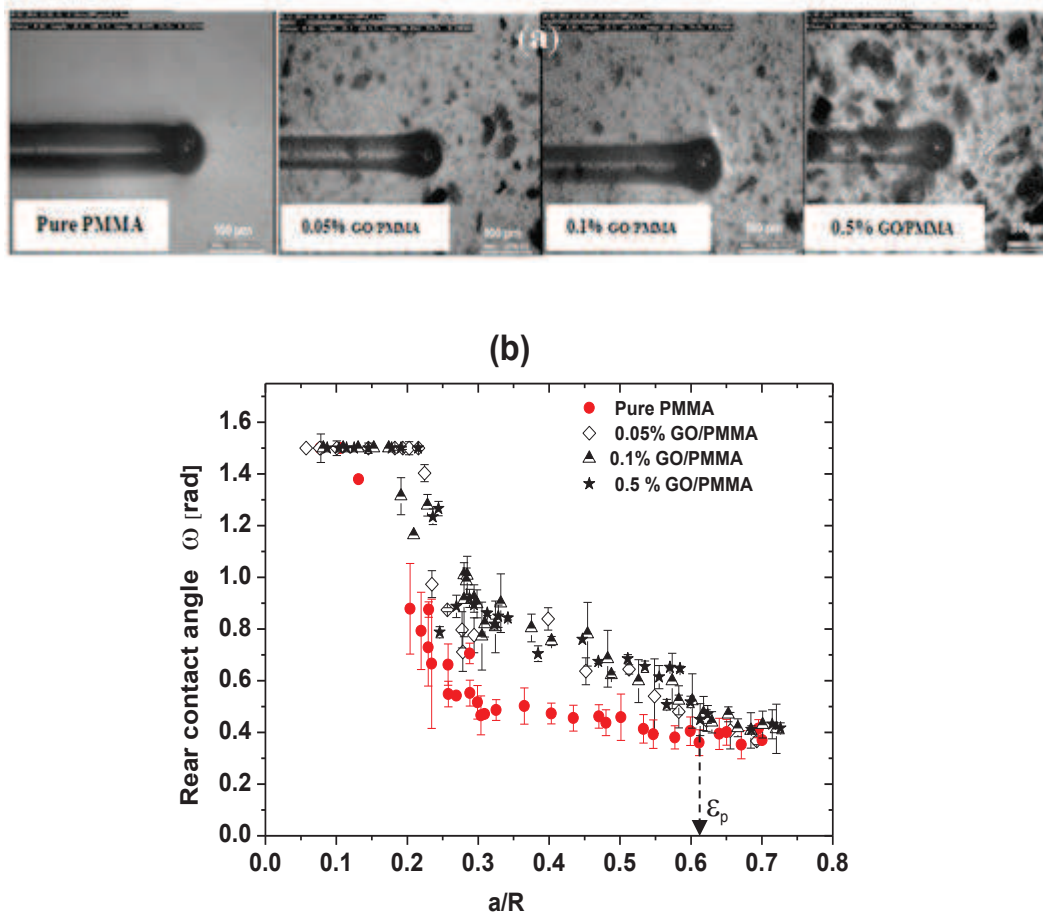 (a)
Pure PMMA
100 µm
0.05% GO/PMMA
0.1% GO/PMMA
0.5% GO/PMMA
(b)
Rear contact angle ω [rad]
1.6
1.4
1.2
1.0
0.8
0.6
0.4
0.2
0.0
Pure PMMA
0.05% GO/PMMA
0.1% GO/PMMA
0.5 % GO/PMMA
εp
0.0 0.1 0.2 0.3 0.4 0.5 0.6 0.7 0.8
a/R